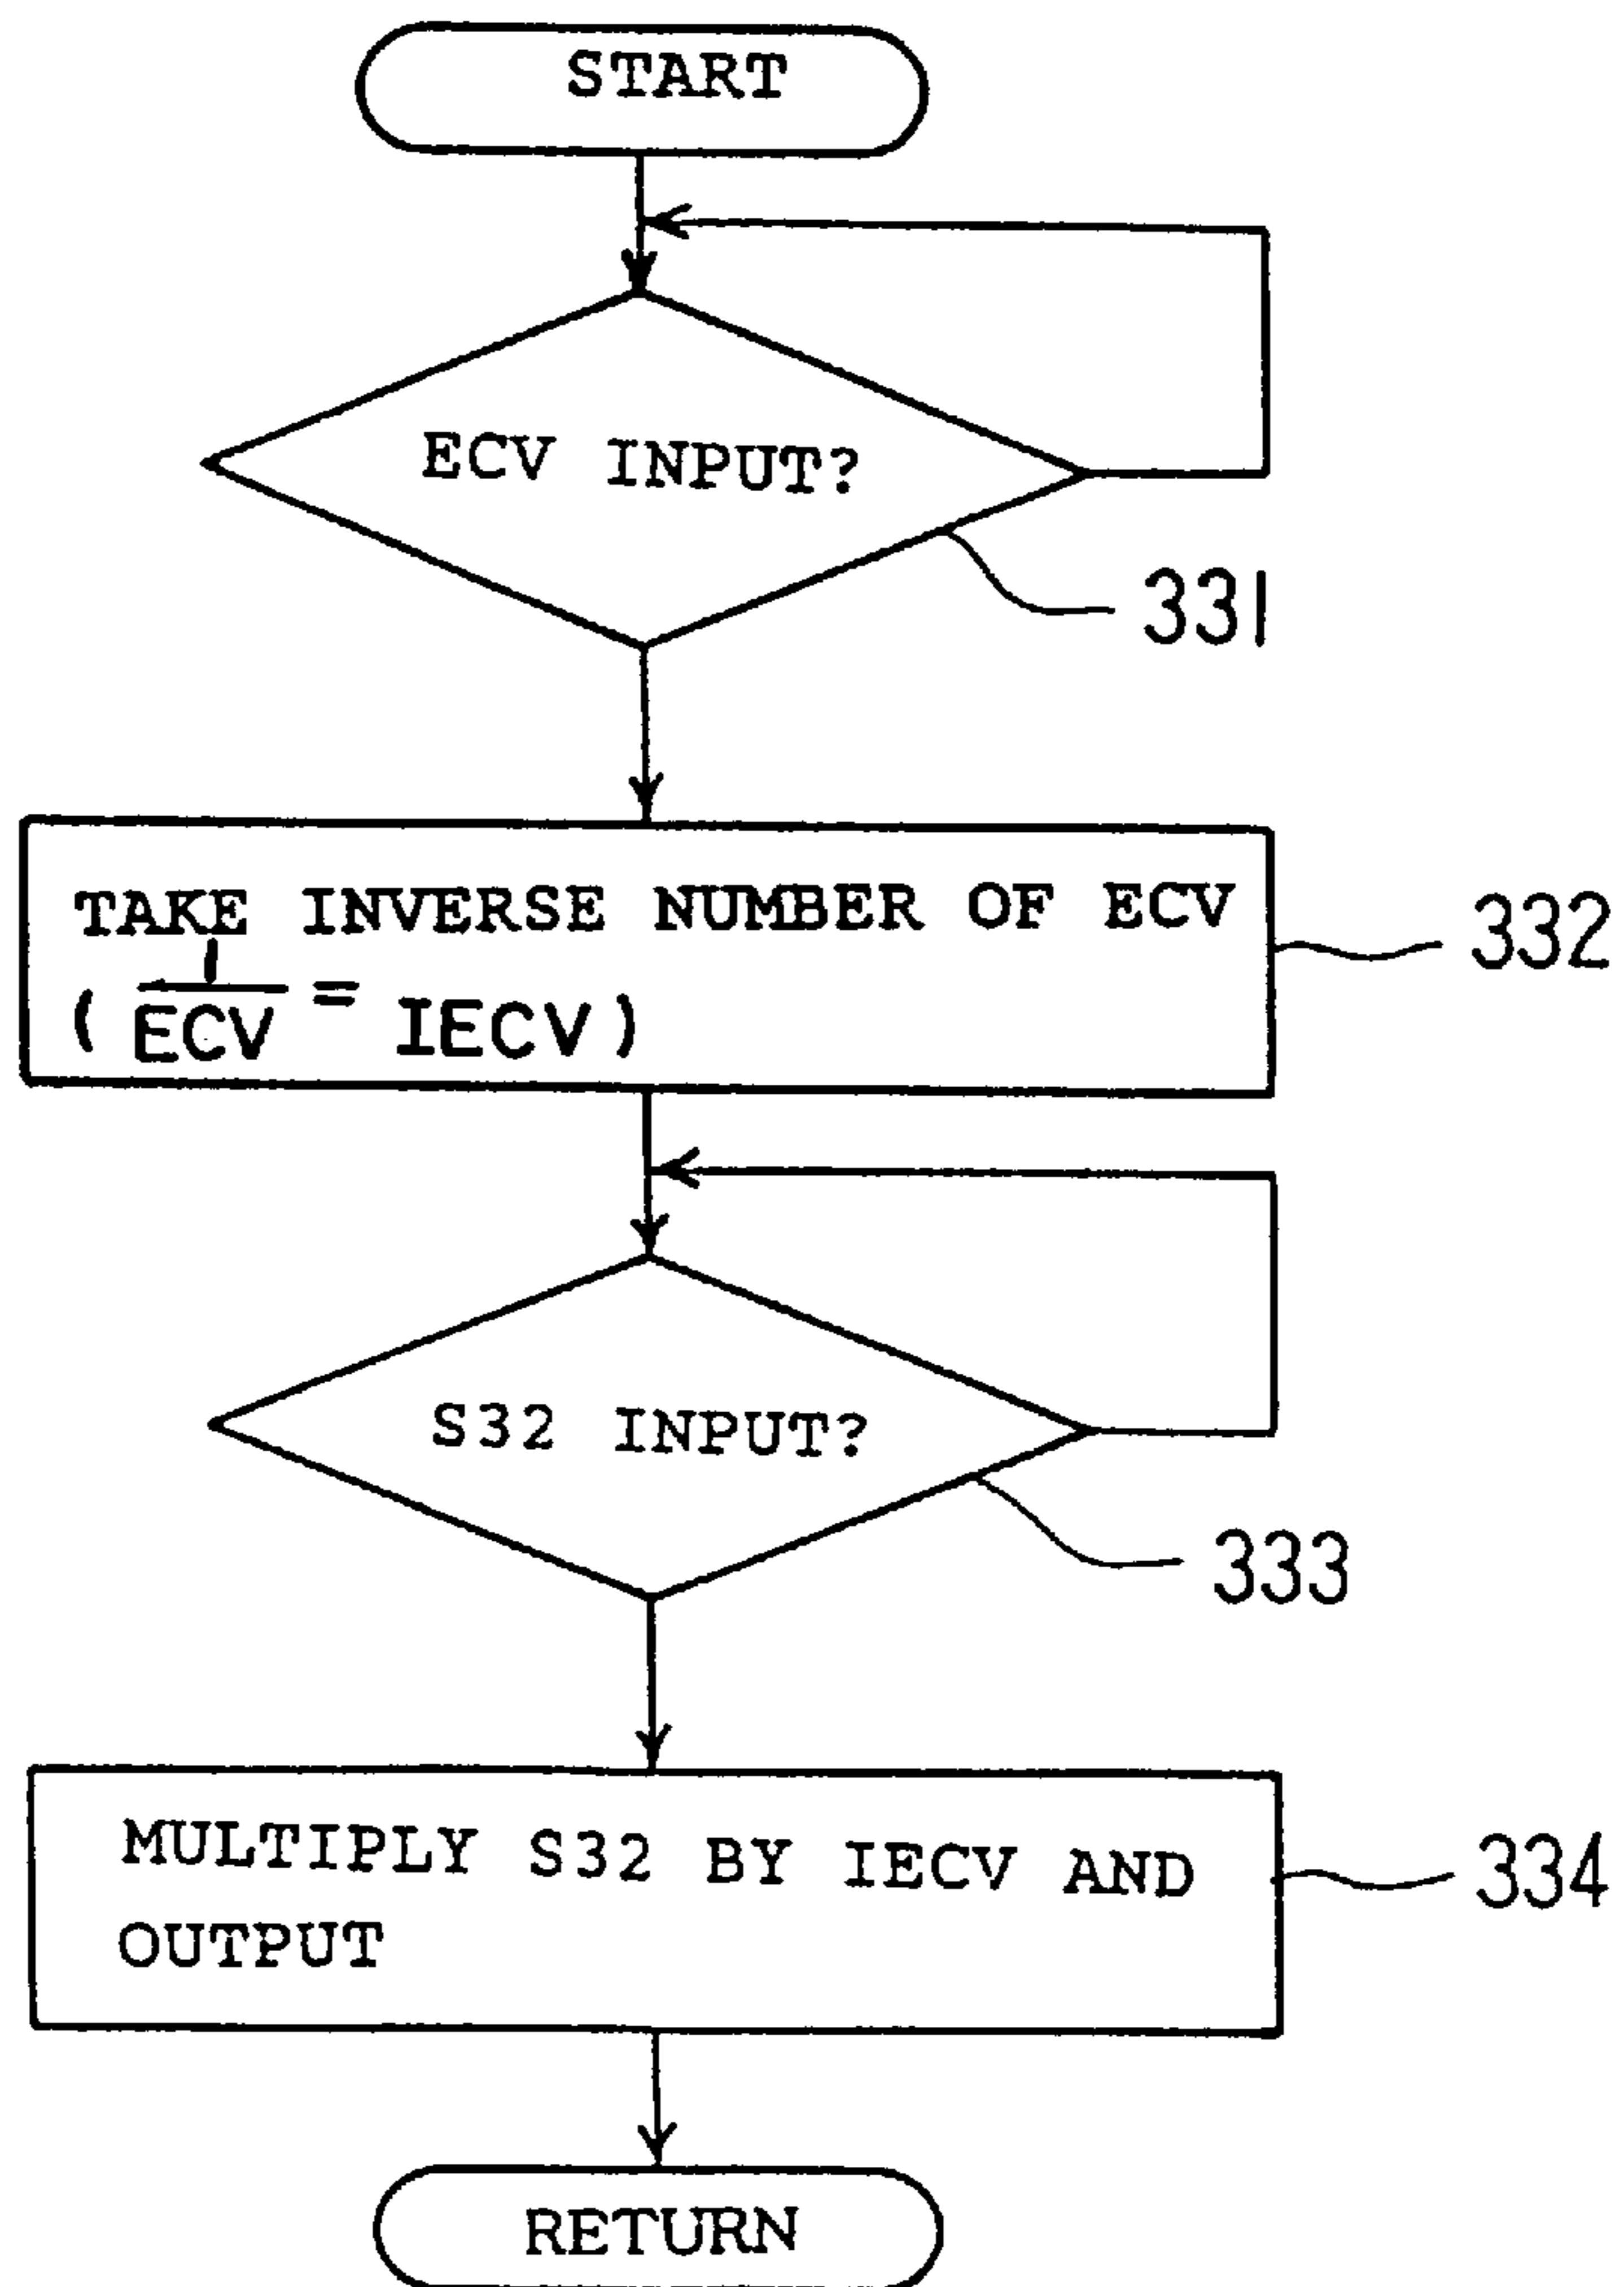 START
ECV INPUT?
331
TAKE INVERSE NUMBER OF ECV
332
( 1/ECV = IECV )
S32 INPUT?
333
MULTIPLY S32 BY IECV AND
OUTPUT
334
RETURN